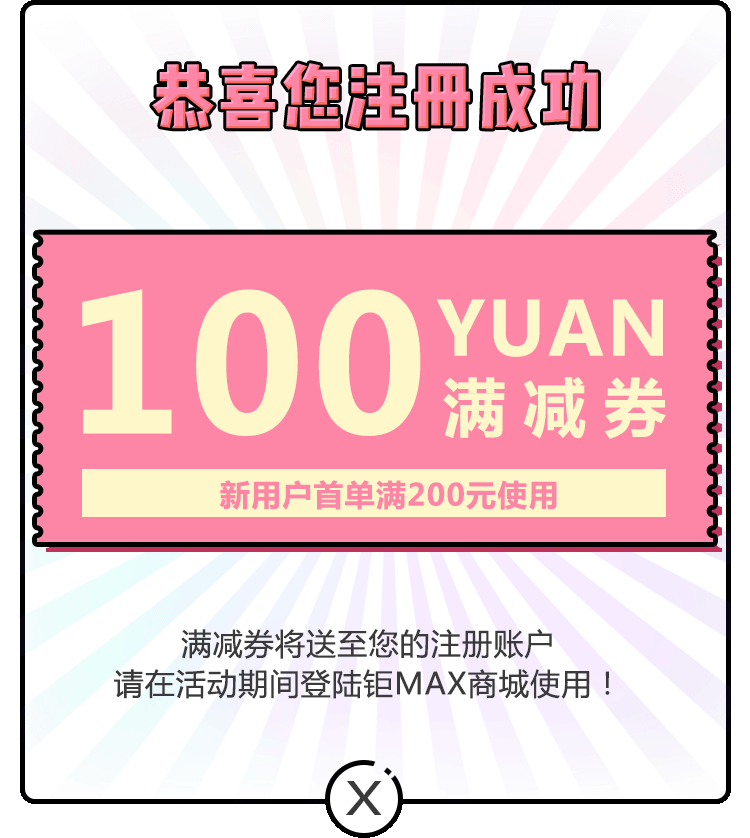 恭喜您注冊成功
100
YUAN
满减券
新用户首单满200元使用
满减券将送至您的注册账户
请在活动期间登陆钜MAX商城使用！
X